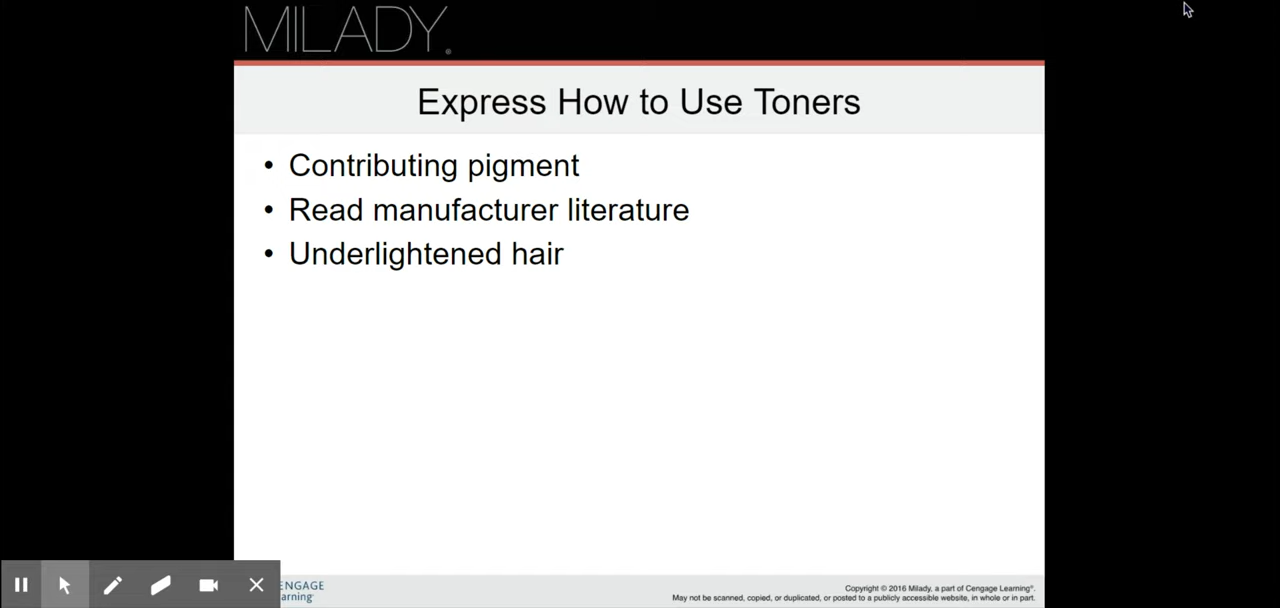 MILADY.
Express How to Use Toners
• Contributing pigment
• Read manufacturer literature
• Underlightened hair
ENGAGE
arning
Copyright © 2016 Milady, a part of Cengage Learning®.
May not be scanned, copied, or duplicated, or posted to a publicly accessible website, in whole or in part.